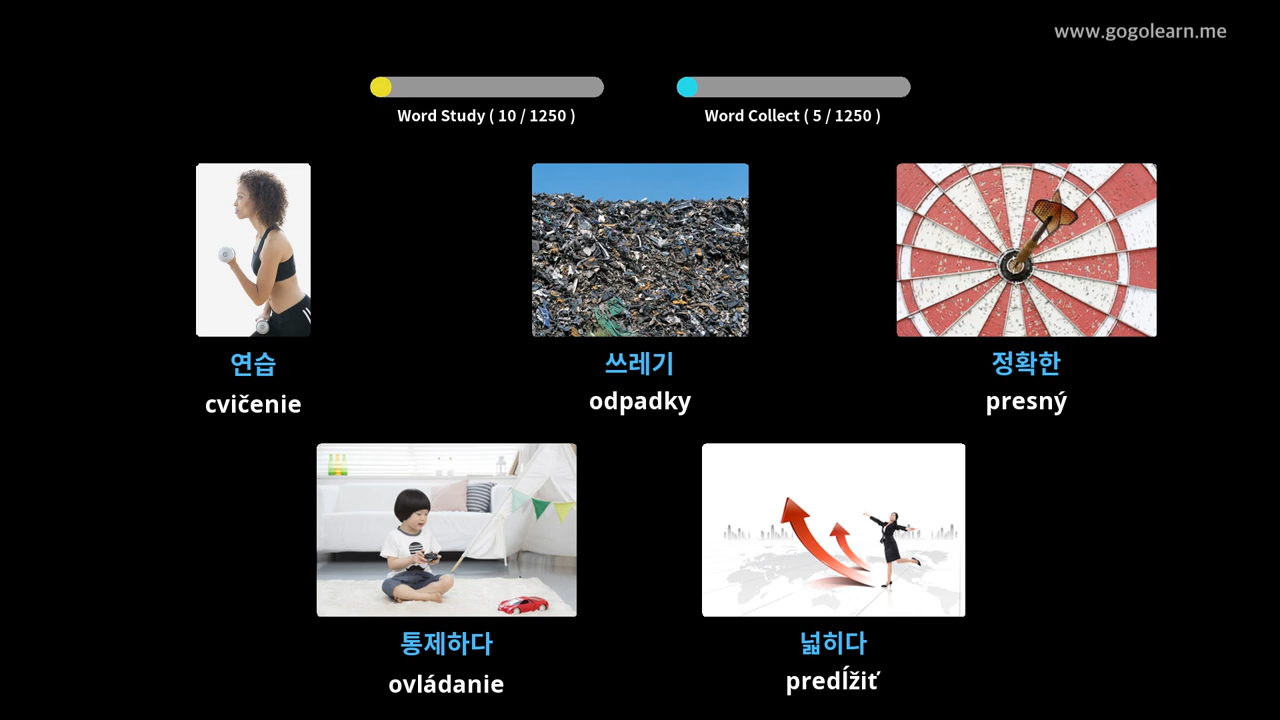 www.gogolearn.me
Word Study ( 10 / 1250 )
Word Collect ( 5 / 1250 )
연습
cvičenie
쓰레기
odpadky
정확한
presný
통제하다
ovládanie
넓히다
predĺžiť